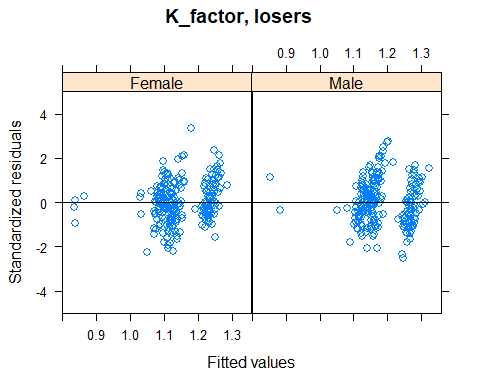 K_factor, losers
0.9 1.0 1.1 1.2 1.3
Female Male
4
2
0
-2
-4
0.9 1.0 1.1 1.2 1.3
Standardized residuals
Fitted values